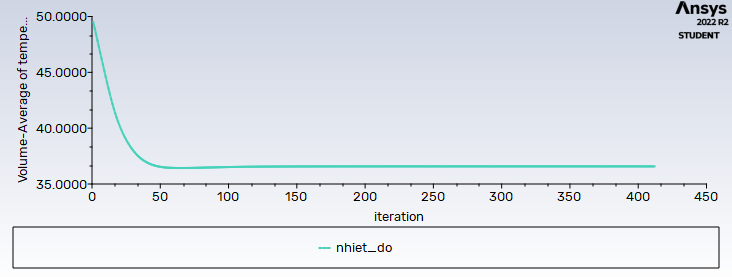 Ansys
2022 R2
STUDENT
Volume-Average of tempe...
50.0000
45.0000
40.0000
35.0000
0 50 100 150 200 250 300 350 400 450
iteration
nhiet_do